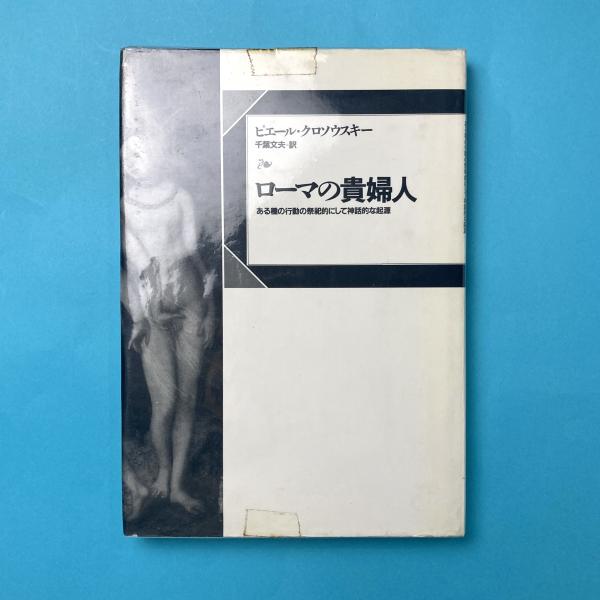 ピエール・クロソウスキー
千葉文夫・訳
ローマの貴婦人
ある種の行動の祭祀的にして神話的な起源